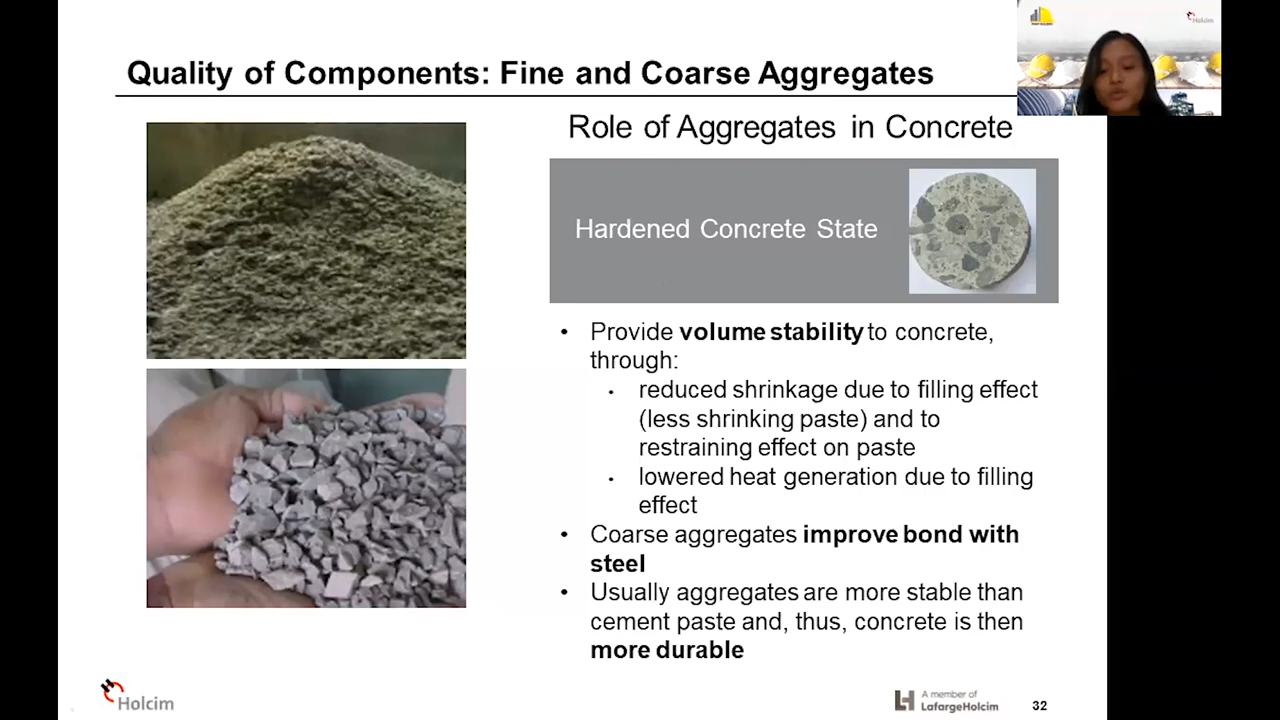 Quality of Components: Fine and Coarse Aggregates
Holcim
Role of Aggregates in Concrete
Hardened Concrete State
• Provide volume stability to concrete,
through:
• reduced shrinkage due to filling effect
(less shrinking paste) and to
restraining effect on paste
• lowered heat generation due to filling
effect
• Coarse aggregates improve bond with
steel
• Usually aggregates are more stable than
cement paste and, thus, concrete is then
more durable
Holcim
A member of
LafargeHolcim
32